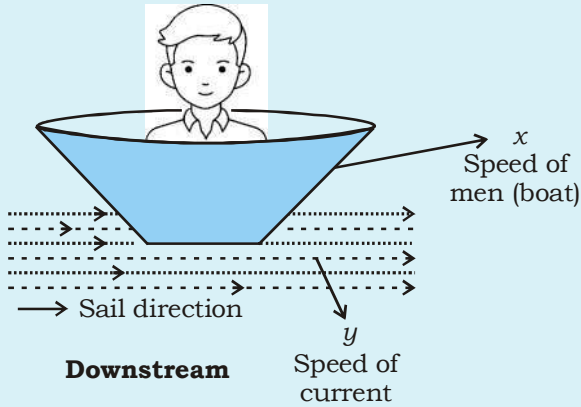 x
Speed of
men (boat)
Sail direction
y
Downstream
Speed of
current